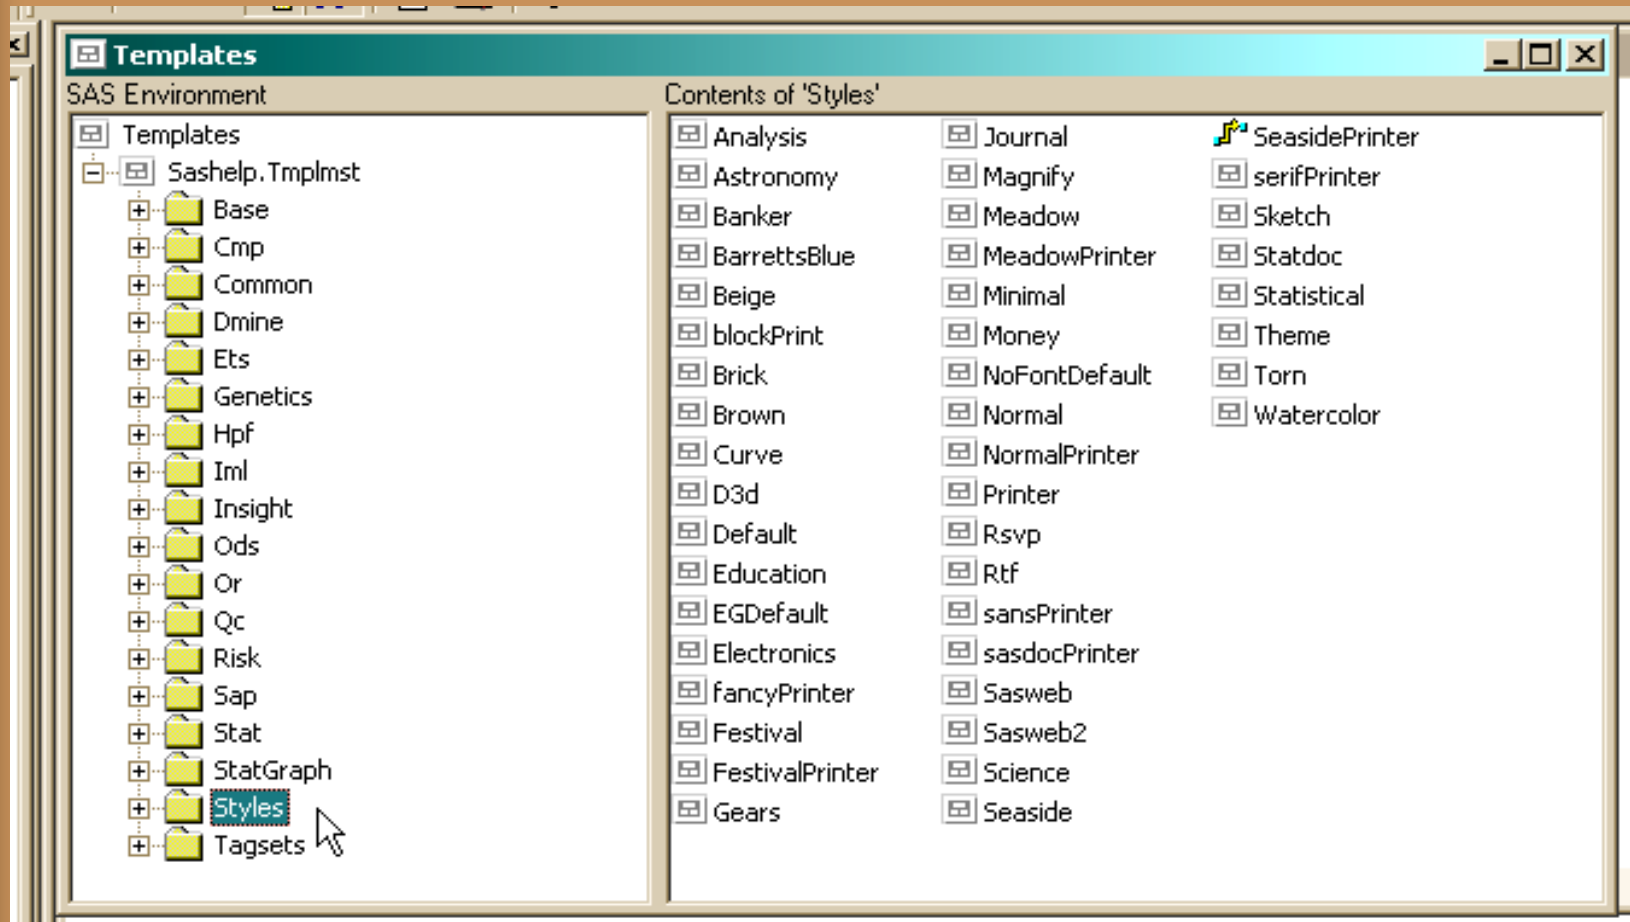 Templates
SAS Environment
Templates
Sashelp.Tmplmst
Base
Cmp
Common
Dmine
Ets
Genetics
Hpf
Iml
Insight
Ods
Or
Qc
Risk
Sap
Stat
StatGraph
Styles
Tagsets
Contents of 'Styles'
Analysis
Astronomy
Banker
BarrettsBlue
Beige
blockPrint
Brick
Brown
Curve
D3d
Default
Education
EGDefault
Electronics
fancyPrinter
Festival
FestivalPrinter
Gears
Journal
Magnify
Meadow
MeadowPrinter
Minimal
Money
NoFontDefault
Normal
NormalPrinter
Printer
Rsvp
Rtf
sansPrinter
sasdocPrinter
Sasweb
Sasweb2
Science
Seaside
SeasidePrinter
serifPrinter
Sketch
Statdoc
Statistical
Theme
Torn
Watercolor